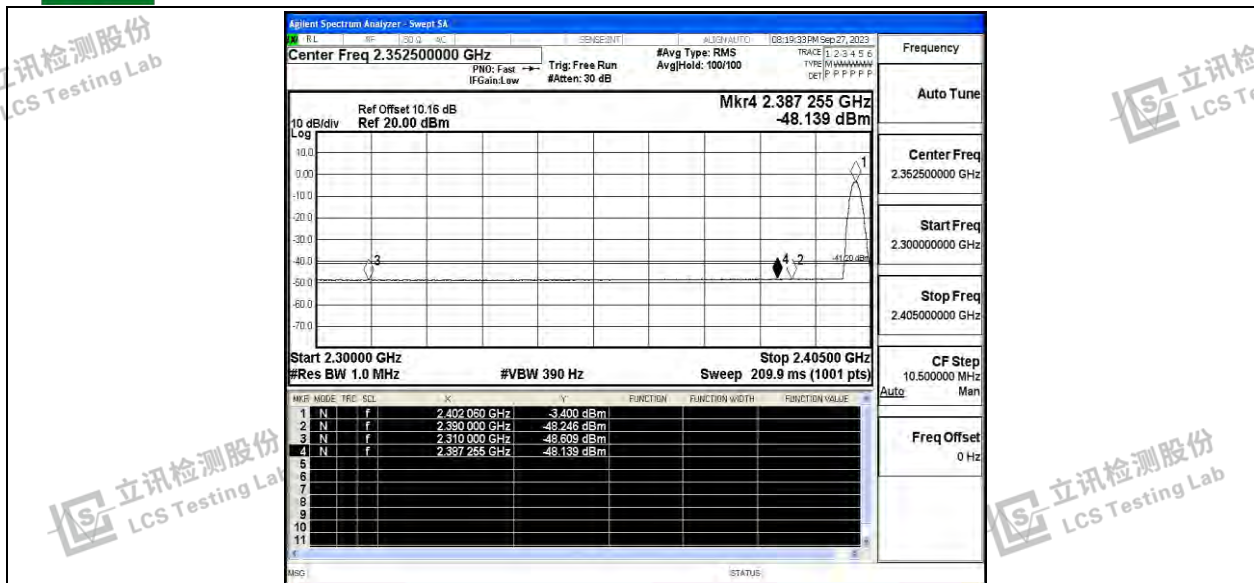 Agilent Spectrum Analyzer - Swept SA
RL RF 50 Ω AC SENSE:INT ALIGN AUTO 08:19:33 PM Sep 27, 2023
Center Freq 2.352500000 GHz
PNO: Fast
IFGain:Low
Trig: Free Run
#Atten: 30 dB
#Avg Type: RMS
Avg|Hold: 100/100
TRACE 1 2 3 4 5 6
TYPE M WWWWW
DET P P P P P P
Ref Offset 10.16 dB
10 dB/div Ref 20.00 dBm
Log
Mkr4 2.387 255 GHz
-48.139 dBm
10.0
0.00
-10.0
-20.0
-30.0
-40.0
-50.0
-60.0
-70.0
1
3
4
2
-41.20 dBm
Start 2.30000 GHz Stop 2.40500 GHz
#Res BW 1.0 MHz #VBW 390 Hz Sweep 209.9 ms (1001 pts)
MKR MODE TRC SCL X Y FUNCTION FUNCTION WIDTH FUNCTION VALUE
1 N f 2.402 060 GHz -3.400 dBm
2 N f 2.390 000 GHz -48.246 dBm
3 N f 2.310 000 GHz -48.609 dBm
4 N f 2.387 255 GHz -48.139 dBm
5
6
7
8
9
10
11
MSG STATUS
Frequency
Auto Tune
Center Freq
2.352500000 GHz
Start Freq
2.300000000 GHz
Stop Freq
2.405000000 GHz
CF Step
10.500000 MHz
Auto Man
Freq Offset
0 Hz
立讯检测股份
LCS Testing Lab
立讯检
LCS Te
立讯检测股份
LCS Testing Lab
立讯检测股份
LCS Testing Lab